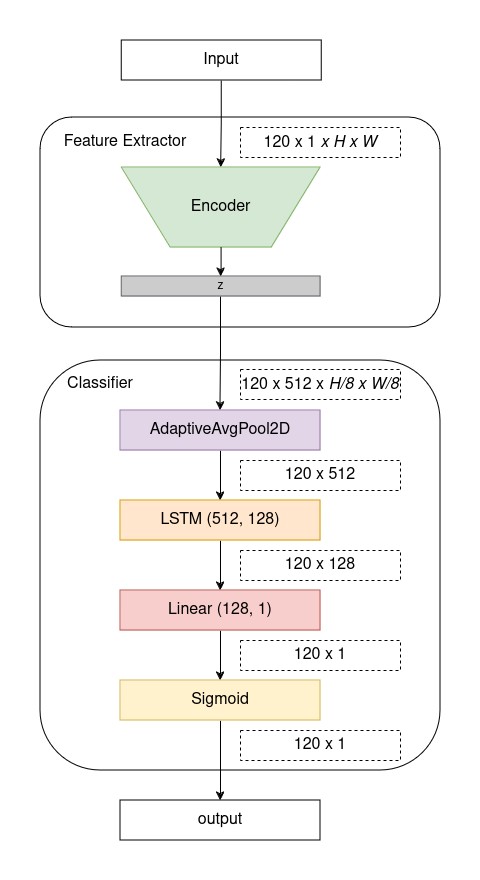 Input
Feature Extractor
120 x 1 x H x W
Encoder
z
Classifier
120 x 512 x H/8 x W/8
AdaptiveAvgPool2D
120 x 512
LSTM (512, 128)
120 x 128
Linear (128, 1)
120 x 1
Sigmoid
120 x 1
output